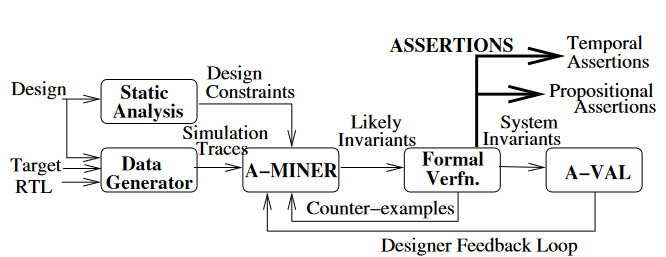 ASSERTIONS
Temporal
Assertions
Propositional
Assertions
Design
Static
Analysis
Design
Constraints
Simulation
Traces
Likely
Invariants
System
Invariants
Target
RTL
Data
Generator
A−MINER
Formal
Verfn.
A−VAL
Counter−examples
Designer Feedback Loop